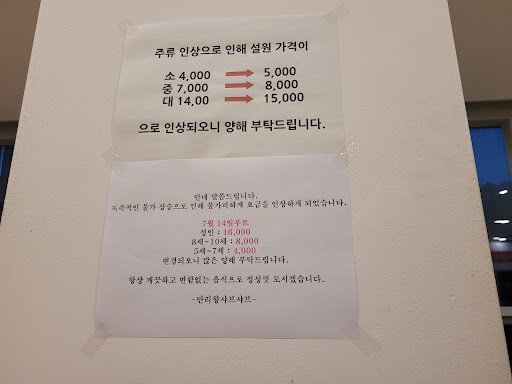 주류 인상으로 인해 설원 가격이
소 4,000 → 5,000
중 7,000 → 8,000
대 14,00 → 15,000
으로 인상되오니 양해 부탁드립니다.
안내 말씀드립니다.
지속적인 물가 상승으로 인해 불가피하게 요금을 인상하게 되었습니다.
7월 14일부로
성인 : 16,000
8세~10세 : 8,000
5세~7세 : 4,000
변경되오니 많은 양해 부탁드립니다.
항상 깨끗하고 변함없는 음식으로 정성껏 모시겠습니다.
-만리향샤브샤브-